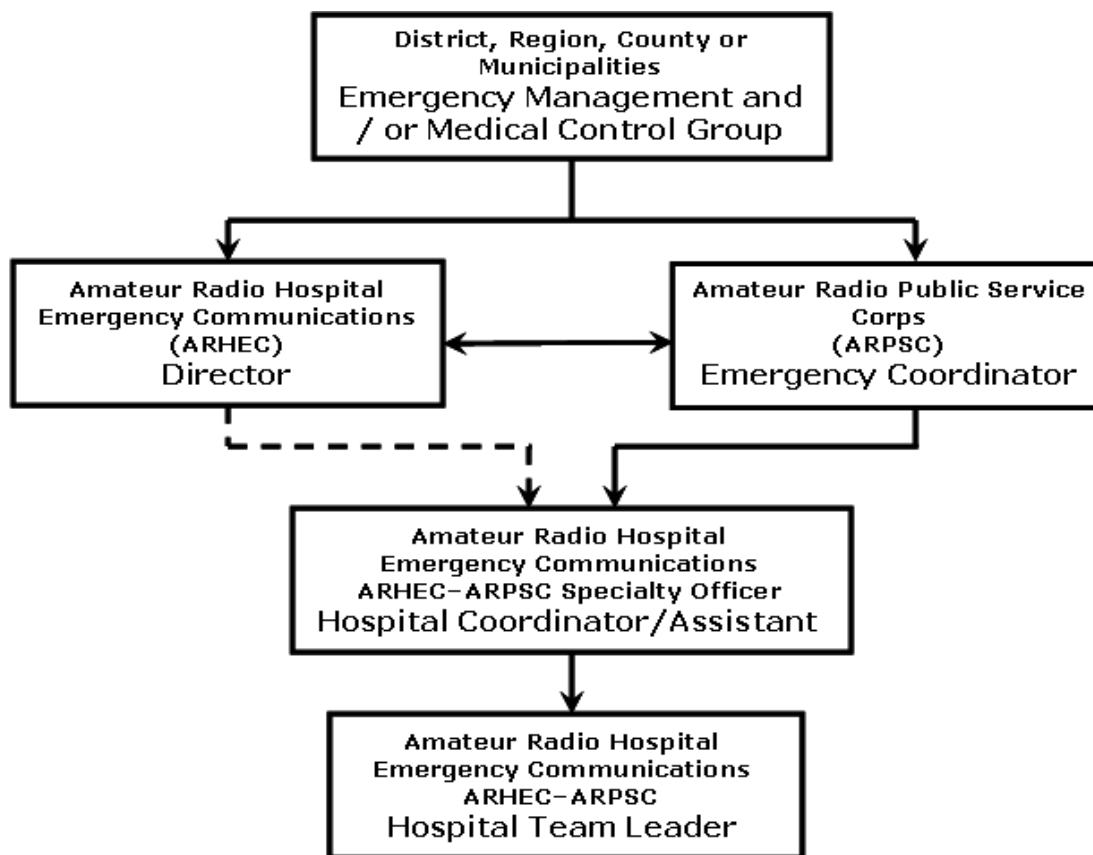 District, Region, County or
Municipalities
Emergency Management and
/ or Medical Control Group
Amateur Radio Hospital
Emergency Communications
(ARHEC)
Director
Amateur Radio Public Service
Corps
(ARPSC)
Emergency Coordinator
Amateur Radio Hospital
Emergency Communications
ARHEC-ARPSC Specialty Officer
Hospital Coordinator/Assistant
Amateur Radio Hospital
Emergency Communications
ARHEC-ARPSC
Hospital Team Leader